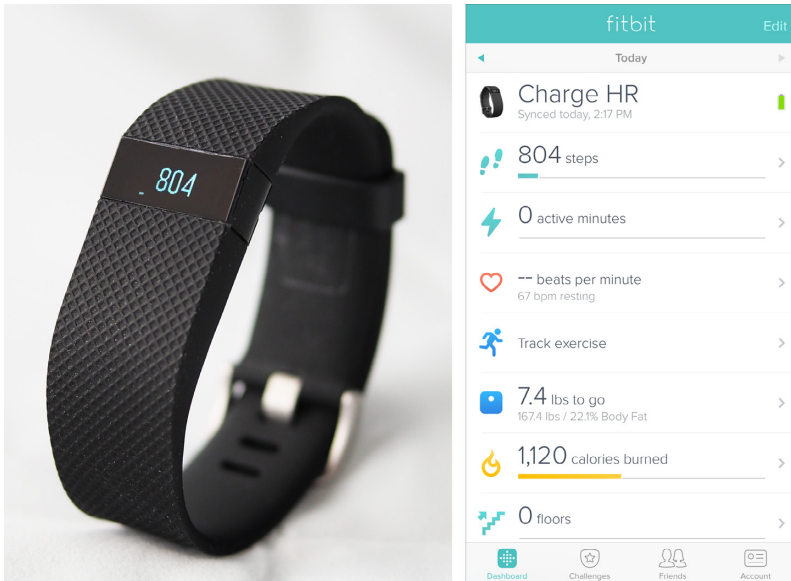 804
fitbit
Edit
Today
Charge HR
Synced today, 2:17 PM
804 steps
0 active minutes
-- beats per minute
67 bpm resting
Track exercise
7.4 lbs to go
167.4 lbs / 22.1% Body Fat
1,120 calories burned
0 floors
Dashboard
Challenges
Friends
Account